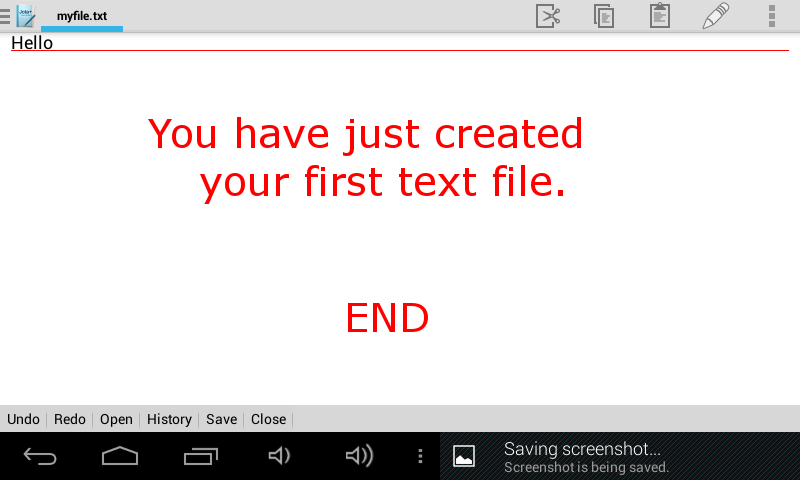 myfile.txt
Hello
You have just created
your first text file.
END
Undo Redo Open History Save Close
Saving screenshot...
Screenshot is being saved.